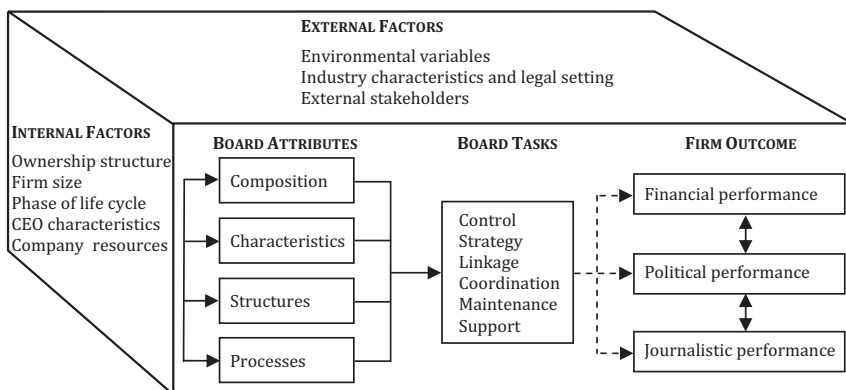 EXTERNAL FACTORS
Environmental variables
Industry characteristics and legal setting
External stakeholders
INTERNAL FACTORS
Ownership structure
Firm size
Phase of life cycle
CEO characteristics
Company resources
BOARD ATTRIBUTES
Composition
Characteristics
Structures
Processes
BOARD TASKS
Control
Strategy
Linkage
Coordination
Maintenance
Support
FIRM OUTCOME
Financial performance
Political performance
Journalistic performance